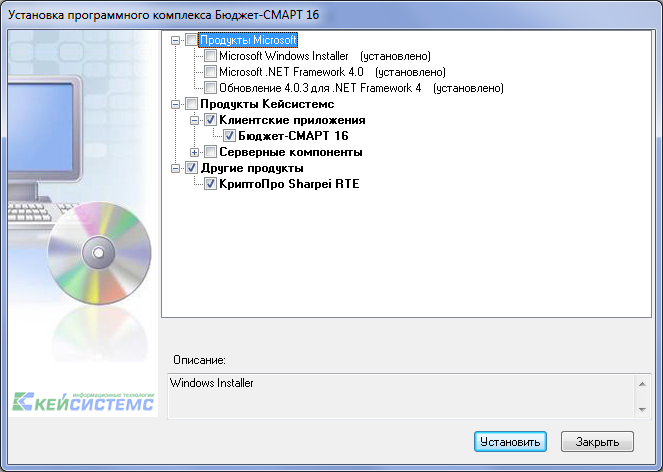 Установка программного комплекса Бюджет-СМАРТ 16
Продукты Microsoft
Microsoft Windows Installer (установлено)
Microsoft .NET Framework 4.0 (установлено)
Обновление 4.0.3 для .NET Framework 4 (установлено)
Продукты Кейсистемс
Клиентские приложения
Бюджет-СМАРТ 16
Серверные компоненты
Другие продукты
КриптоПро Sharpei RTE
Описание:
Windows Installer
информационные технологии
КЕЙСИСТЕМС
Установить
Закрыть